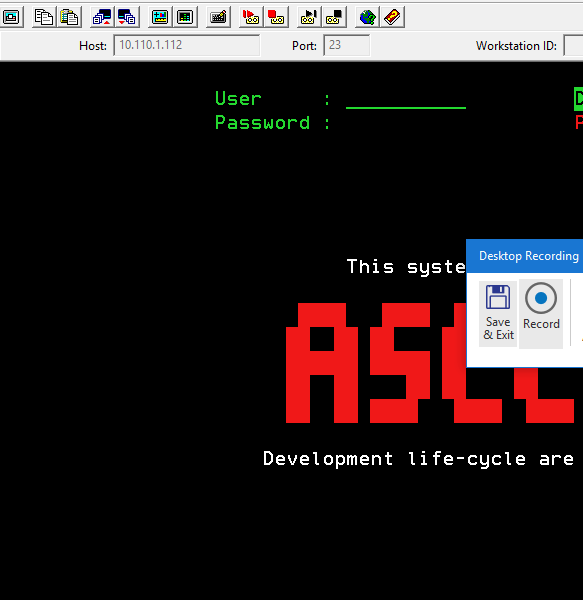 Host: 10.110.1.112 Port: 23 Workstation ID:
User :
Password :
This syste
Desktop Recording
Save & Exit
Record
Development life-cycle are